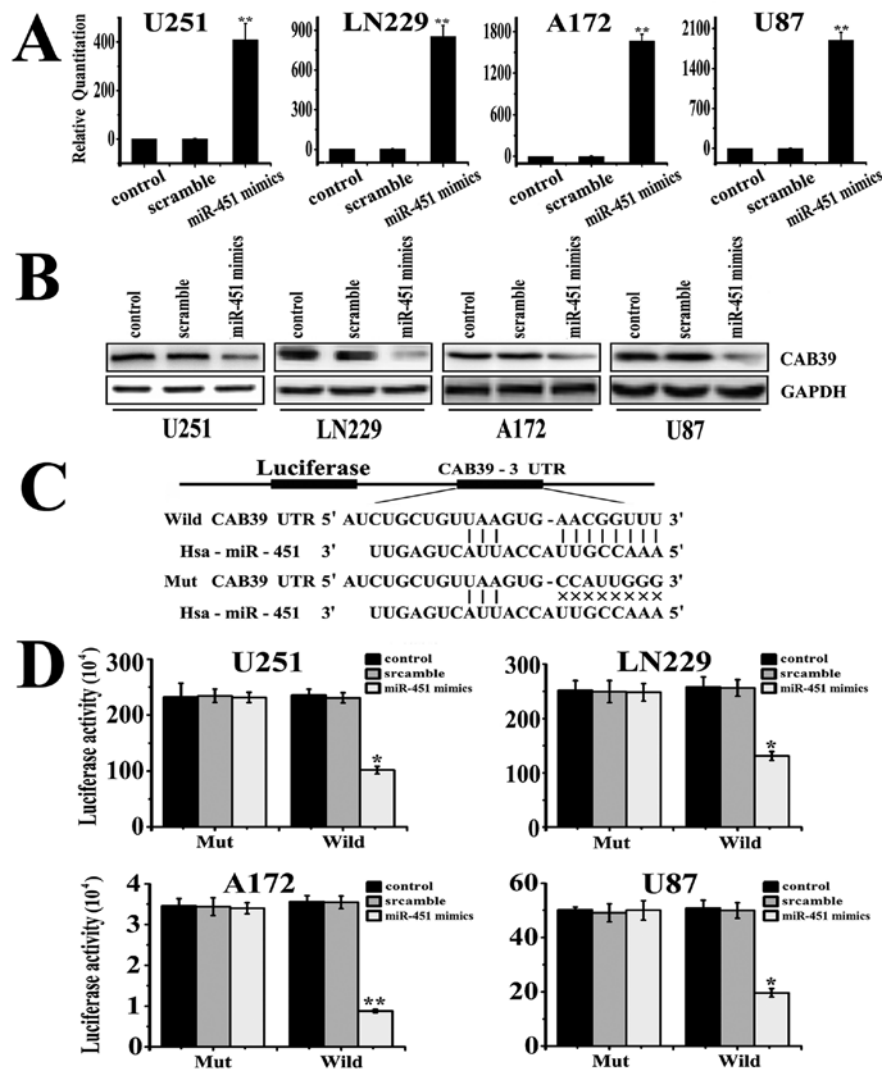 A
U251
LN229
A172
U87
Relative Quantitation
400
200
0
900
600
300
0
1800
1200
600
0
2100
1400
700
0
**
**
**
**
control
scramble
miR-451 mimics
control
scramble
miR-451 mimics
control
scramble
miR-451 mimics
control
scramble
miR-451 mimics
B
control
scramble
miR-451 mimics
control
scramble
miR-451 mimics
control
scramble
miR-451 mimics
control
scramble
miR-451 mimics
CAB39
GAPDH
U251
LN229
A172
U87
C
Luciferase
CAB39 - 3 UTR
Wild CAB39 UTR 5' AUCUGCUGUUAAGUG -AACGGUUU 3'
Hsa - miR - 451 3' UUGAGUCAUUACCAUUGCCAAA 5'
Mut CAB39 UTR 5' AUCUGCUGUUAAGUG -CCAUUGGG 3'
××××××××
Hsa - miR - 451 3' UUGAGUCAUUACCAUUGCCAAA 5'
D
U251
Luciferase activity (10⁴)
300
200
100
0
control
srcamble
miR-451 mimics
*
Mut
Wild
LN229
300
200
100
0
control
srcamble
miR-451 mimics
*
Mut
Wild
A172
Luciferase activity (10⁴)
4
3
2
1
0
control
srcamble
miR-451 mimics
**
Mut
Wild
U87
60
40
20
0
control
srcamble
miR-451 mimics
*
Mut
Wild